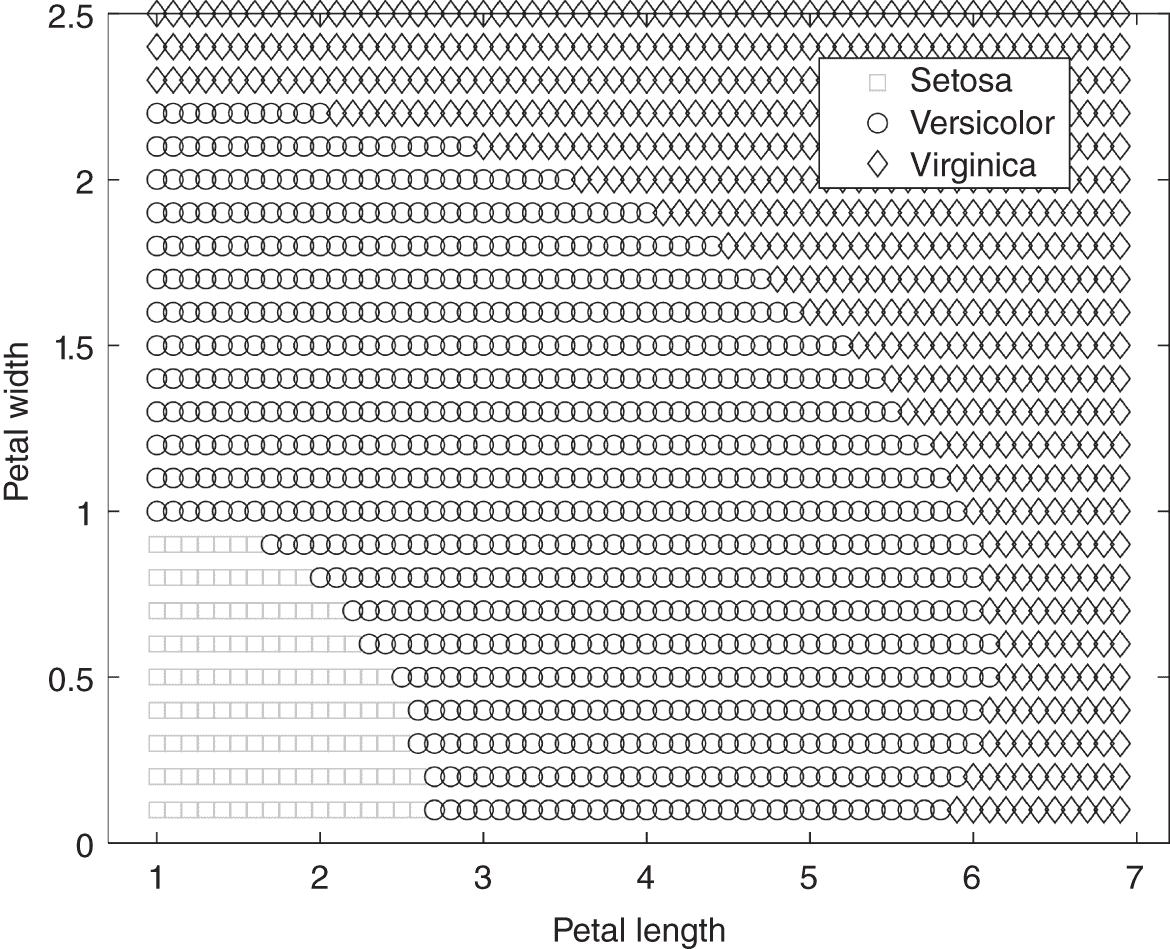 2.5
2
1.5
1
0.5
0
Petal width
Setosa
Versicolor
Virginica
1 2 3 4 5 6 7
Petal length